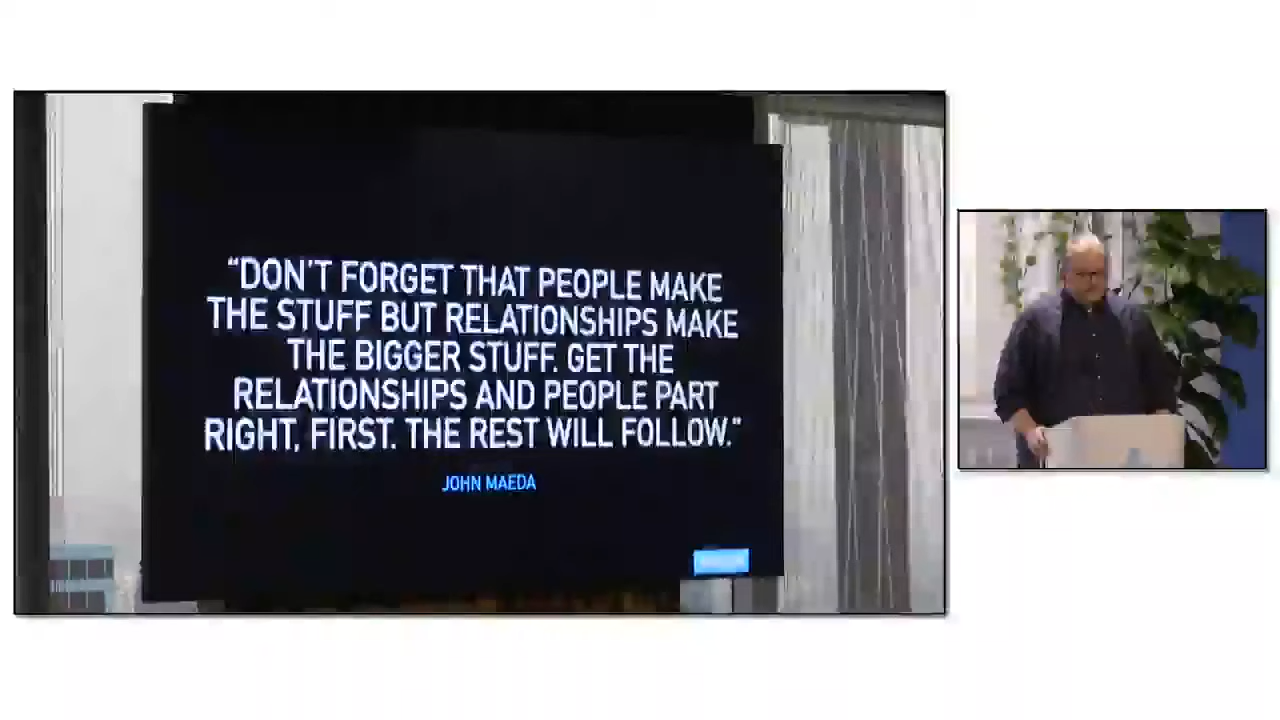 “DON’T FORGET THAT PEOPLE MAKE
THE STUFF BUT RELATIONSHIPS MAKE
THE BIGGER STUFF. GET THE
RELATIONSHIPS AND PEOPLE PART
RIGHT, FIRST. THE REST WILL FOLLOW.”
JOHN MAEDA